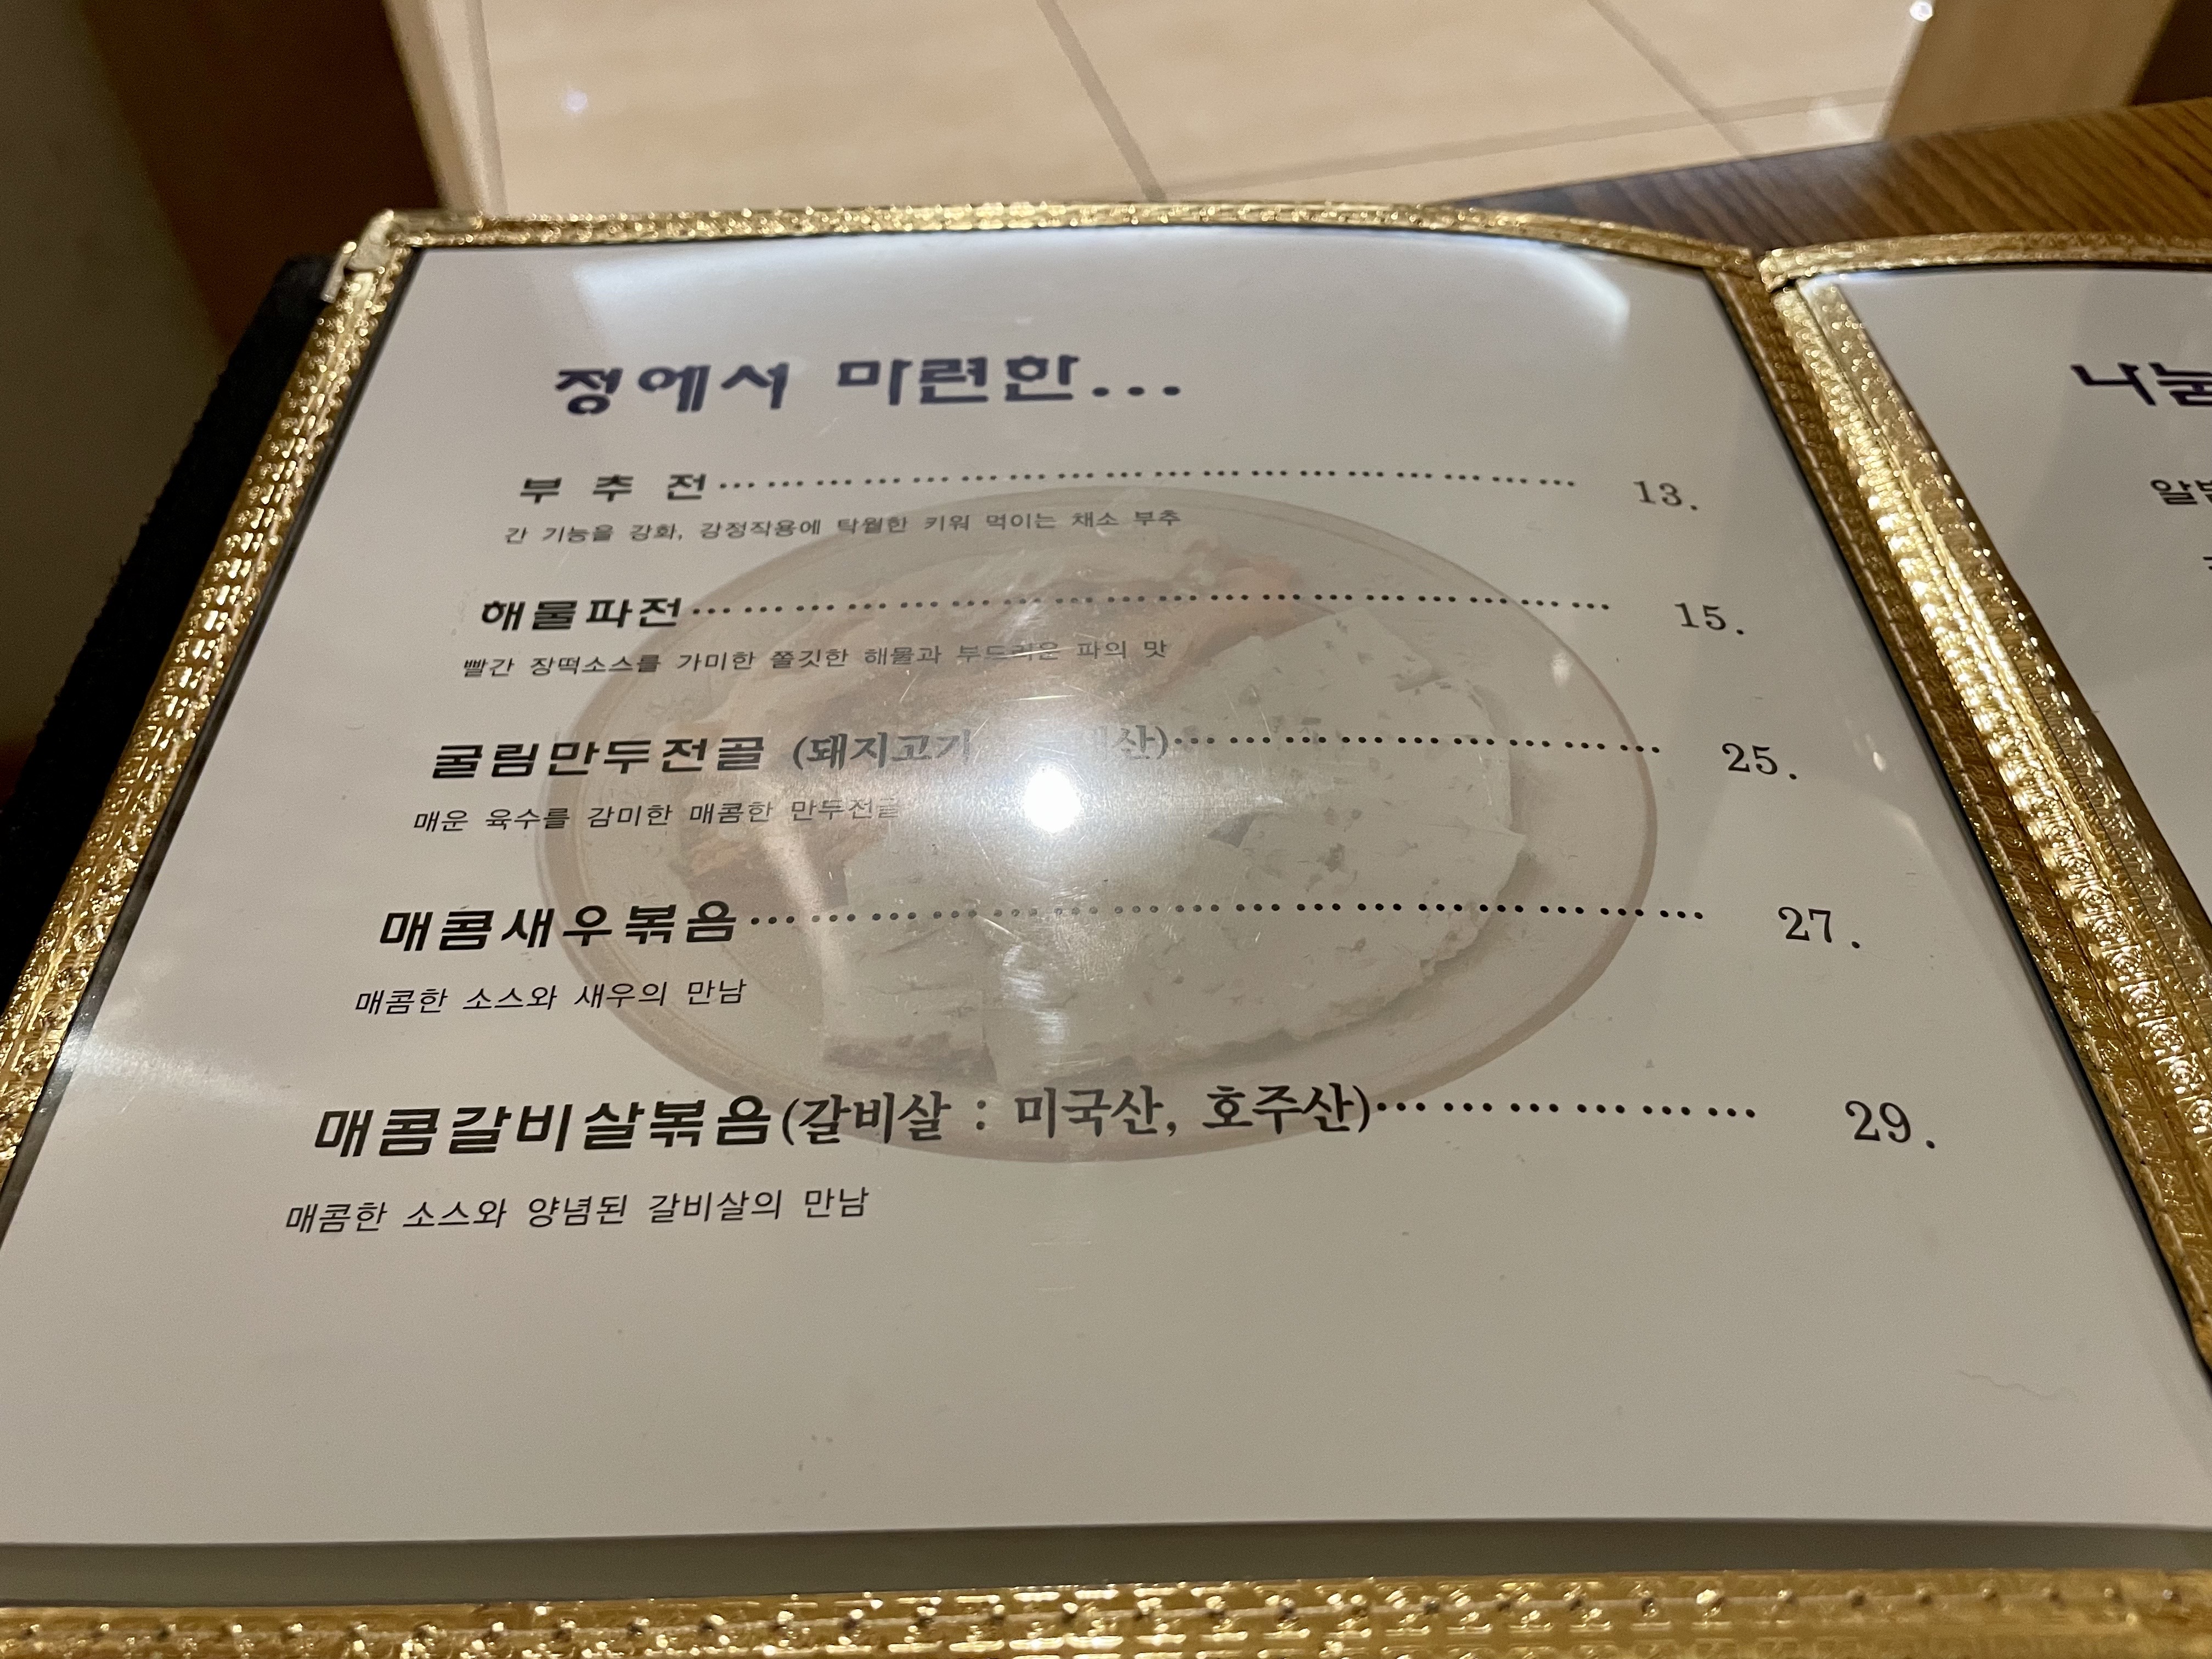 정에서 마련한...
부 추 전 13.
간 기능을 강화, 강정작용에 탁월한 키워 먹이는 채소 부추
해물파전 15.
빨간 장떡소스를 가미한 쫄깃한 해물과 부드러운 파의 맛
굴림만두전골 (돼지고기 산) 25.
매운 육수를 감미한 매콤한 만두전골
매콤새우볶음 27.
매콤한 소스와 새우의 만남
매콤갈비살볶음(갈비살 : 미국산, 호주산) 29.
매콤한 소스와 양념된 갈비살의 만남